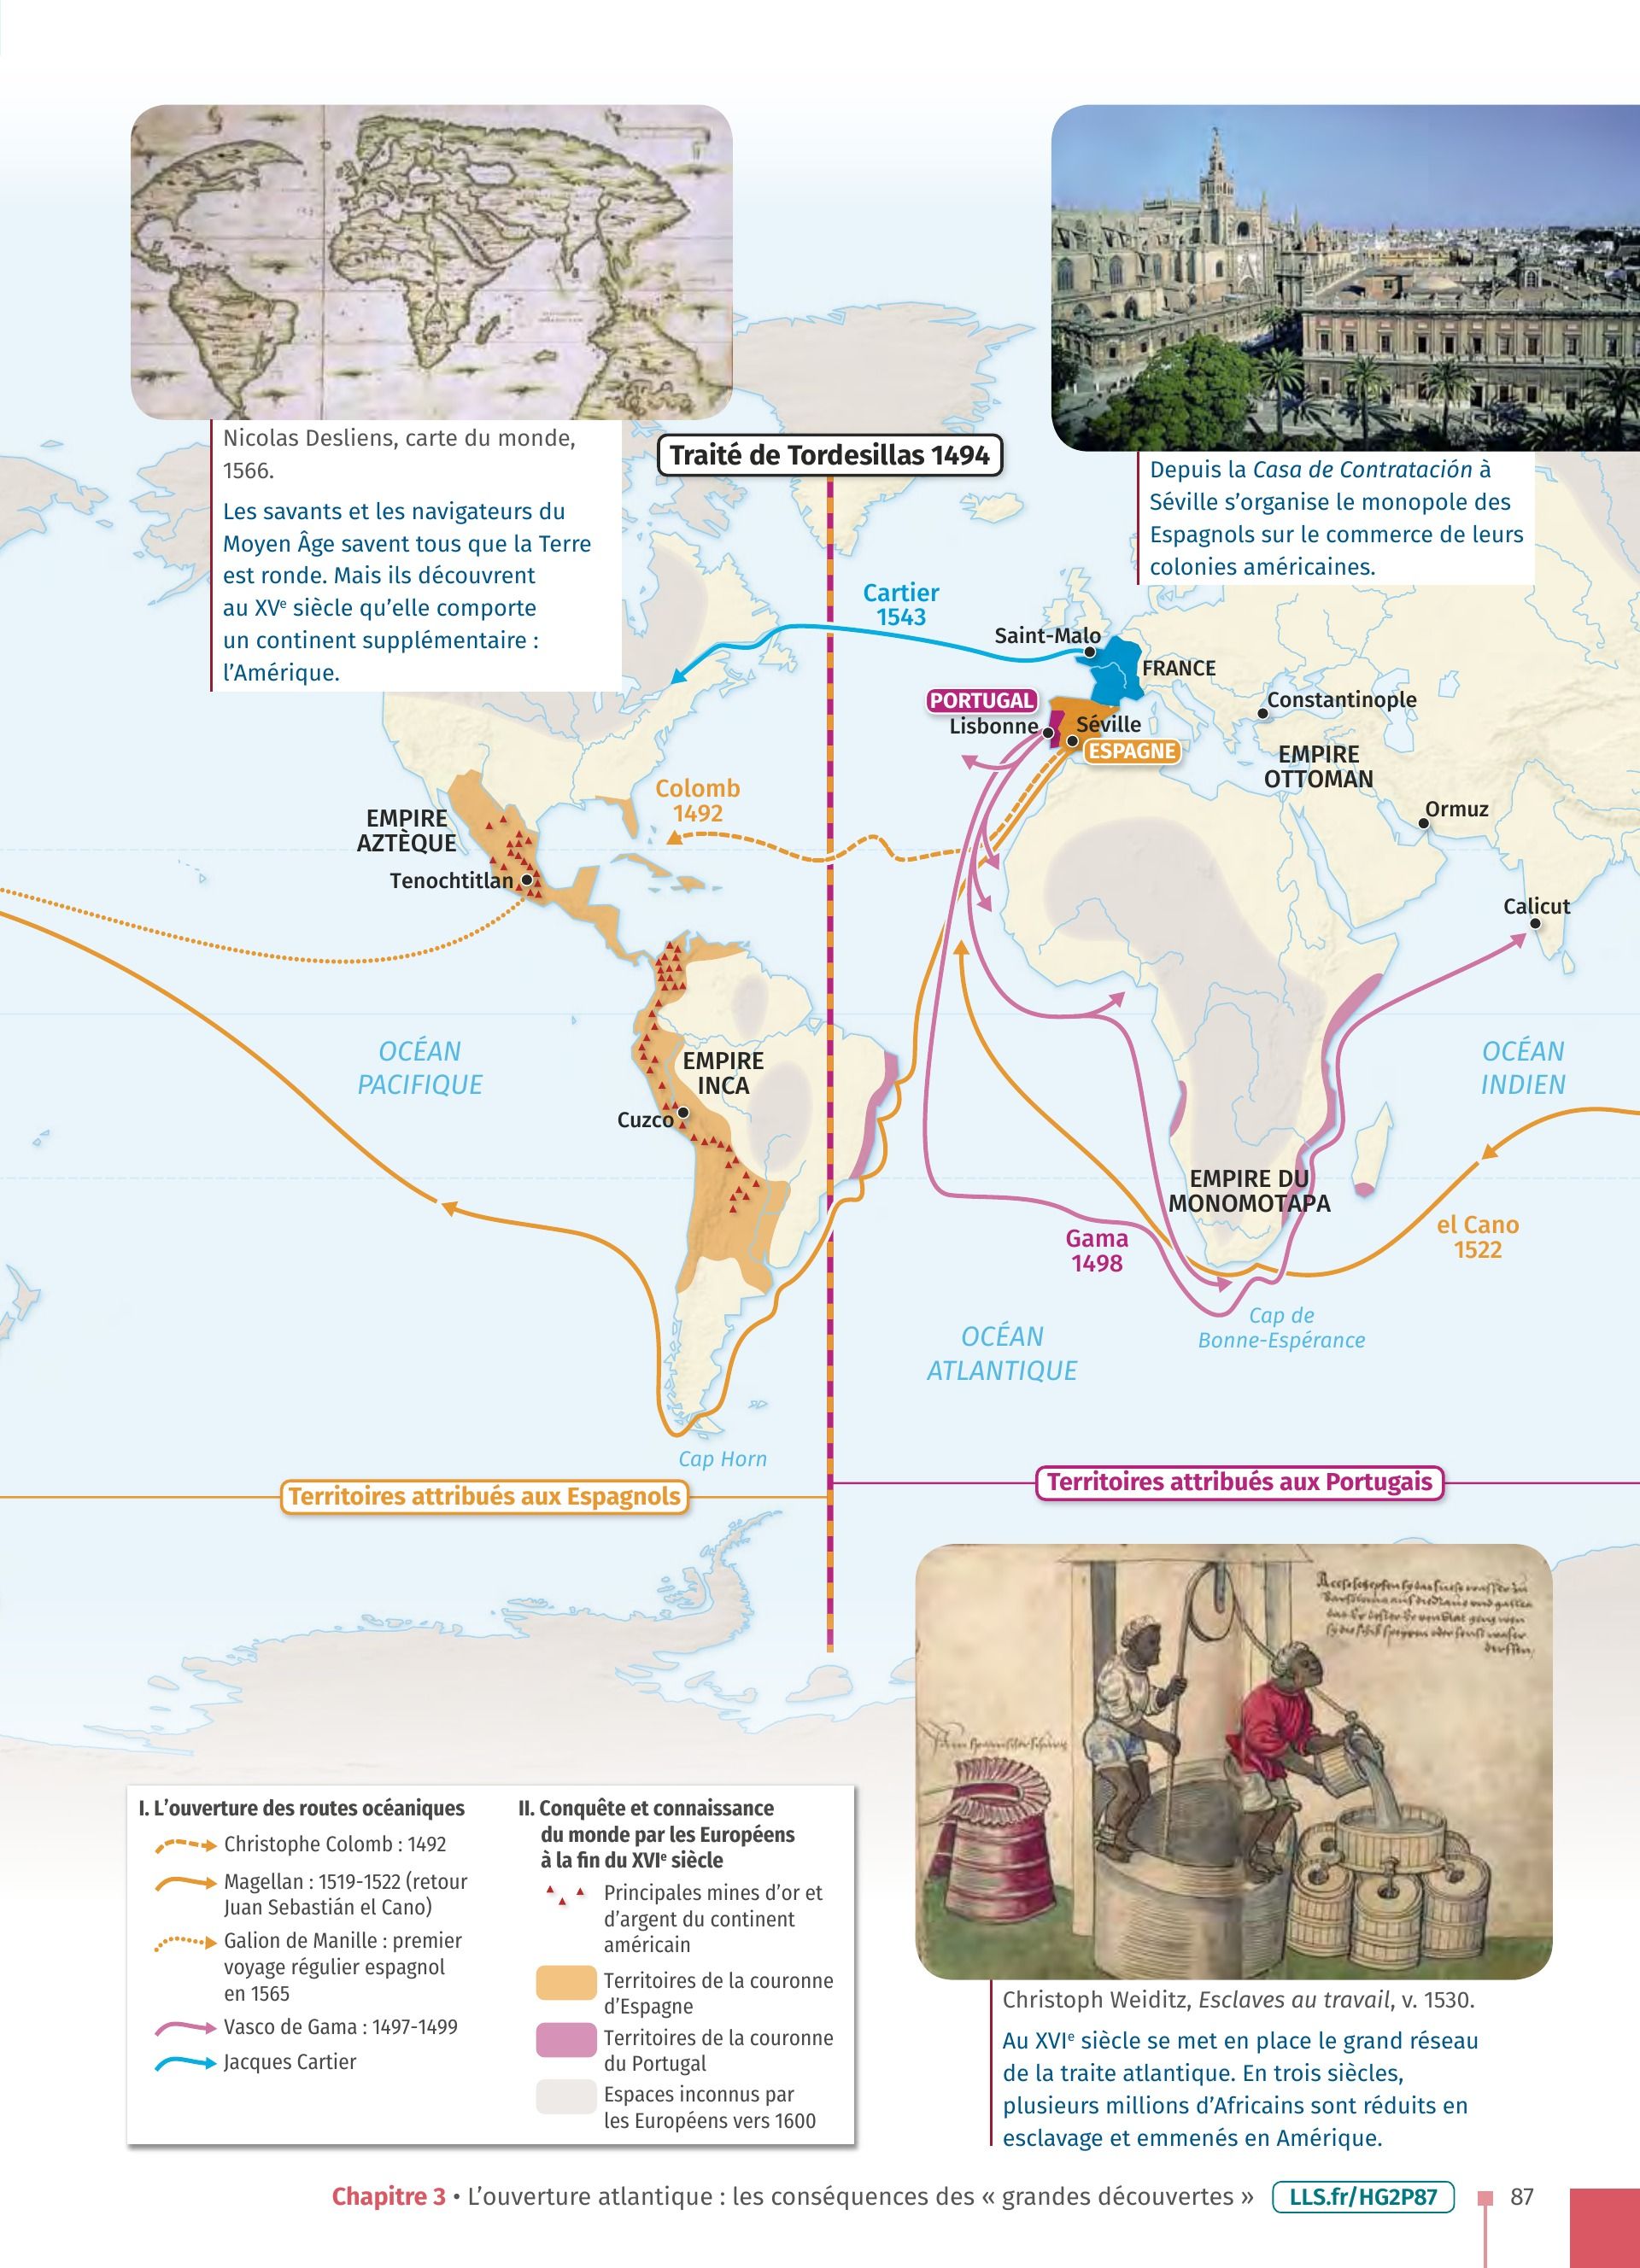 Nicolas Desliens, carte du monde,
1566.
Les savants et les navigateurs du
Moyen Âge savent tous que la Terre
est ronde. Mais ils découvrent
au XVe siècle qu’elle comporte
un continent supplémentaire :
l’Amérique.
Traité de Tordesillas 1494
Depuis la Casa de Contratación à
Séville s’organise le monopole des
Espagnols sur le commerce de leurs
colonies américaines.
Cartier
1543
Saint-Malo
FRANCE
PORTUGAL
Lisbonne
Séville
ESPAGNE
Constantinople
EMPIRE
OTTOMAN
Ormuz
Calicut
Colomb
1492
EMPIRE
AZTÈQUE
Tenochtitlan
OCÉAN
PACIFIQUE
EMPIRE
INCA
Cuzco
OCÉAN
INDIEN
EMPIRE DU
MONOMOTAPA
Gama
1498
el Cano
1522
Cap de
Bonne-Espérance
OCÉAN
ATLANTIQUE
Cap Horn
Territoires attribués aux Espagnols
Territoires attribués aux Portugais
I. L’ouverture des routes océaniques
Christophe Colomb : 1492
Magellan : 1519-1522 (retour
Juan Sebastián el Cano)
Galion de Manille : premier
voyage régulier espagnol
en 1565
Vasco de Gama : 1497-1499
Jacques Cartier
II. Conquête et connaissance
du monde par les Européens
à la fin du XVIe siècle
Principales mines d’or et
d’argent du continent
américain
Territoires de la couronne
d’Espagne
Territoires de la couronne
du Portugal
Espaces inconnus par
les Européens vers 1600
Christoph Weiditz, Esclaves au travail, v. 1530.
Au XVIe siècle se met en place le grand réseau
de la traite atlantique. En trois siècles,
plusieurs millions d’Africains sont réduits en
esclavage et emmenés en Amérique.
Chapitre 3 • L’ouverture atlantique : les conséquences des « grandes découvertes »
LLS.fr/HG2P87
87